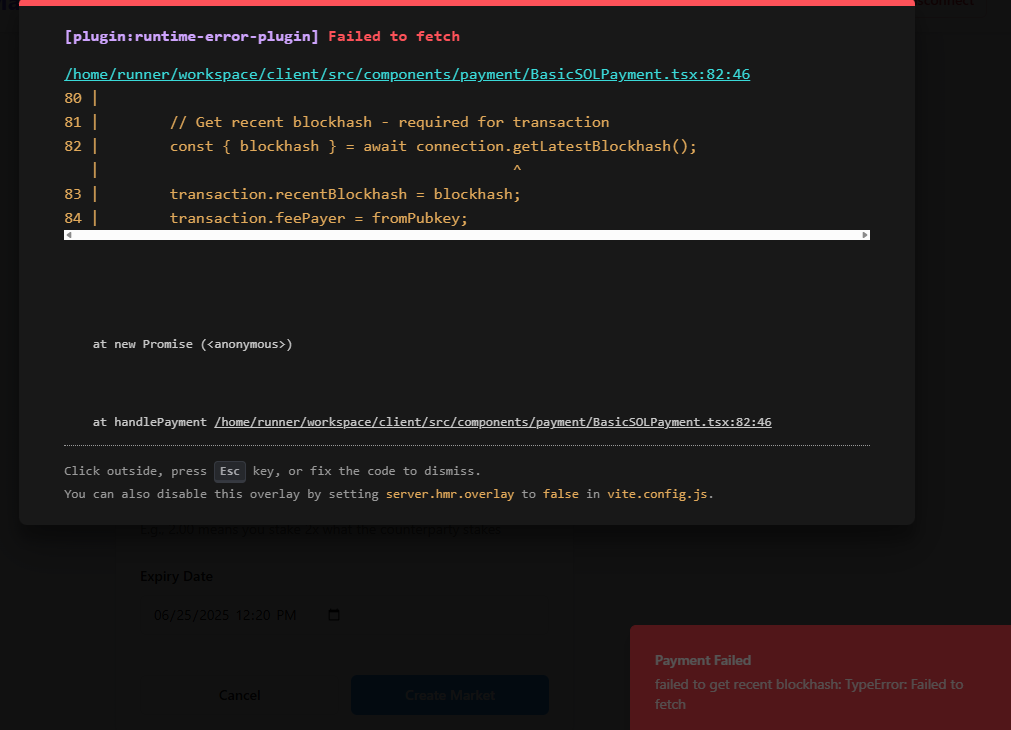 [plugin:runtime-error-plugin] Failed to fetch
/home/runner/workspace/client/src/components/payment/BasicSOLPayment.tsx:82:46
80 |
81 |        // Get recent blockhash - required for transaction
82 |        const { blockhash } = await connection.getLatestBlockhash();
   |                                               ^
83 |        transaction.recentBlockhash = blockhash;
84 |        transaction.feePayer = fromPubkey;
at new Promise (<anonymous>)
at handlePayment /home/runner/workspace/client/src/components/payment/BasicSOLPayment.tsx:82:46
Click outside, press Esc key, or fix the code to dismiss.
You can also disable this overlay by setting server.hmr.overlay to false in vite.config.js.
Expiry Date
06/25/2025 12:20 PM
Cancel
Create Market
Payment Failed
failed to get recent blockhash: TypeError: Failed to
fetch